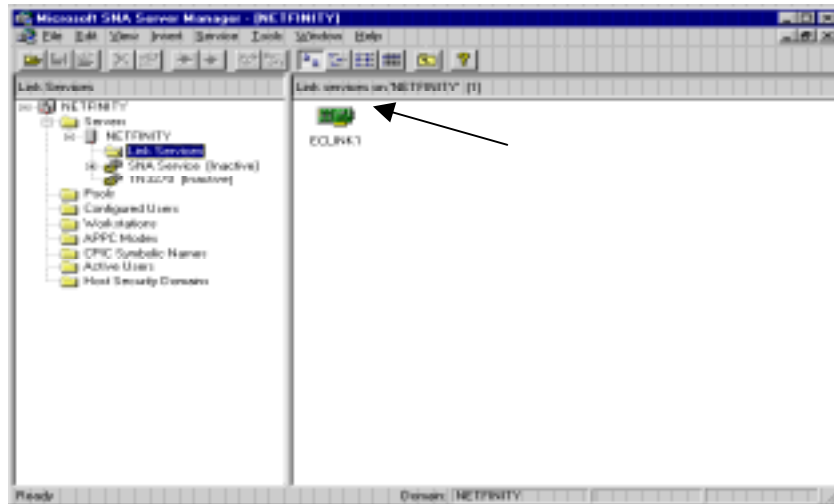 Microsoft SNA Server Manager - [NETFINITY]
File Edit View Insert Service Tools Window Help
Link Services
Link services on 'NETFINITY' [1]
NETFINITY
Servers
NETFINITY
Link Services
SNA Service (Inactive)
TN3270 (Inactive)
Pools
Configured Users
Workstations
APPC Modes
CPIC Symbolic Names
Active Users
Host Security Domains
ECLINK1
Ready
Domain: NETFINITY